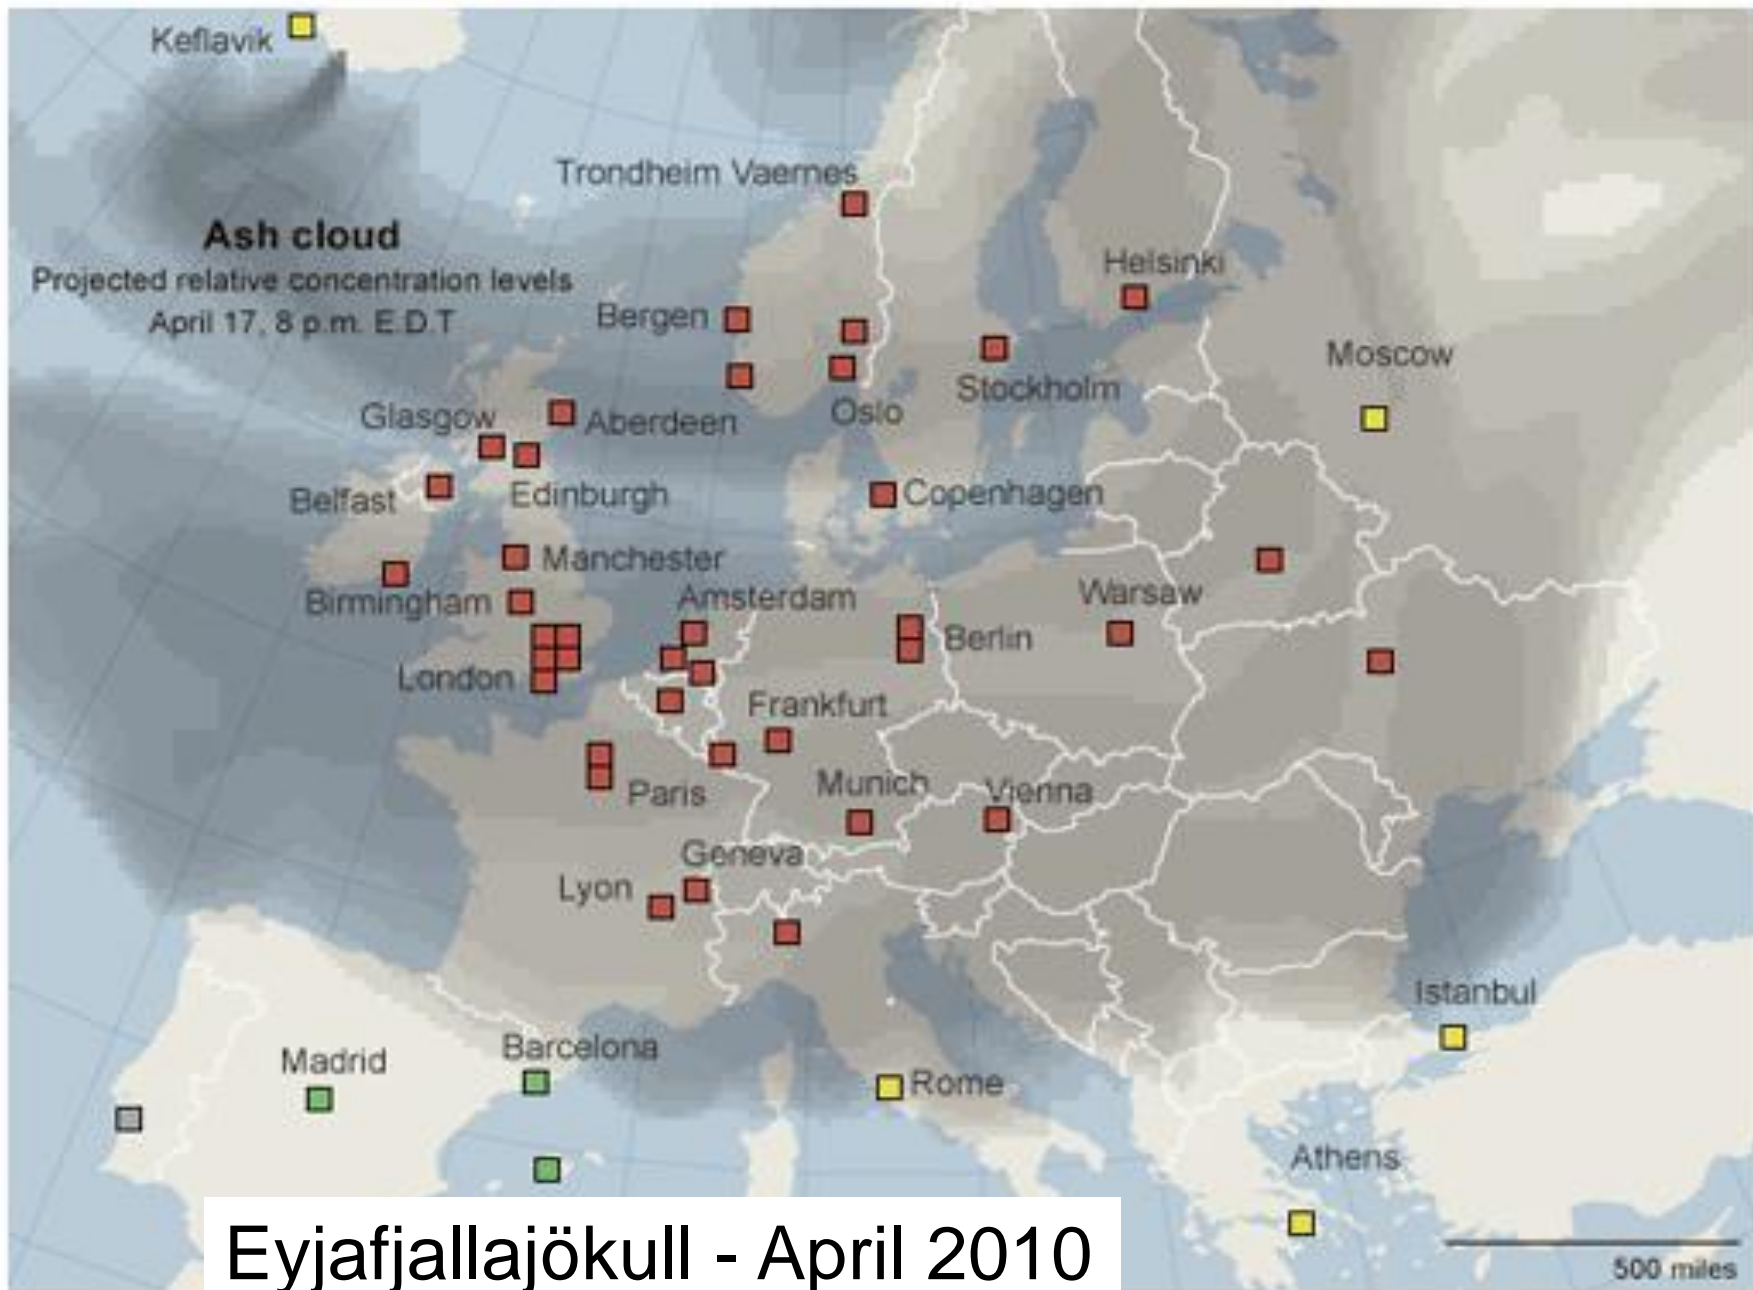 Keflavik
Trondheim Vaernes
Ash cloud
Projected relative concentration levels
April 17, 8 p.m. E.D.T
Helsinki
Bergen
Moscow
Stockholm
Oslo
Glasgow
Aberdeen
Belfast
Edinburgh
Copenhagen
Manchester
Birmingham
Amsterdam
Warsaw
Berlin
London
Frankfurt
Paris
Munich
Vienna
Geneva
Lyon
Istanbul
Madrid
Barcelona
Rome
Athens
Eyjafjallajökull - April 2010
500 miles